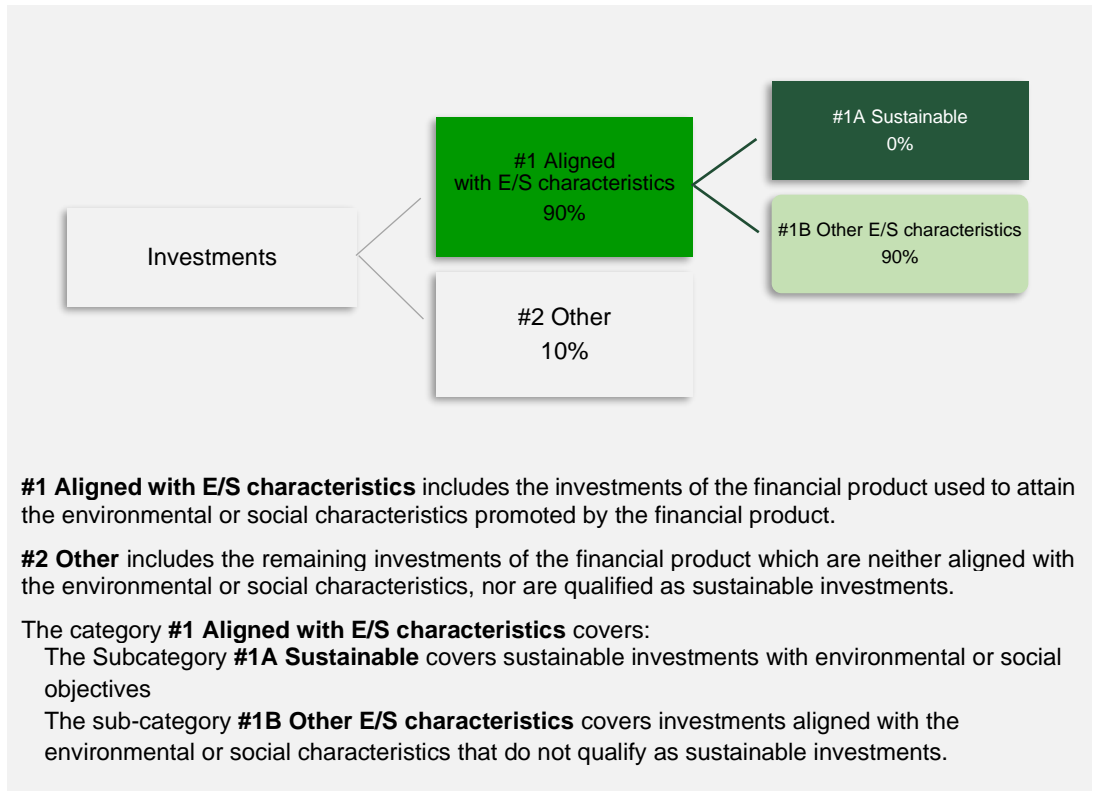 #1A Sustainable
0%
#1 Aligned
with E/S characteristics
90%
#1B Other E/S characteristics
90%
Investments
#2 Other
10%
#1 Aligned with E/S characteristics includes the investments of the financial product used to attain
the environmental or social characteristics promoted by the financial product.
#2 Other includes the remaining investments of the financial product which are neither aligned with
the environmental or social characteristics, nor are qualified as sustainable investments.
The category #1 Aligned with E/S characteristics covers:
The Subcategory #1A Sustainable covers sustainable investments with environmental or social
objectives
The sub-category #1B Other E/S characteristics covers investments aligned with the
environmental or social characteristics that do not qualify as sustainable investments.